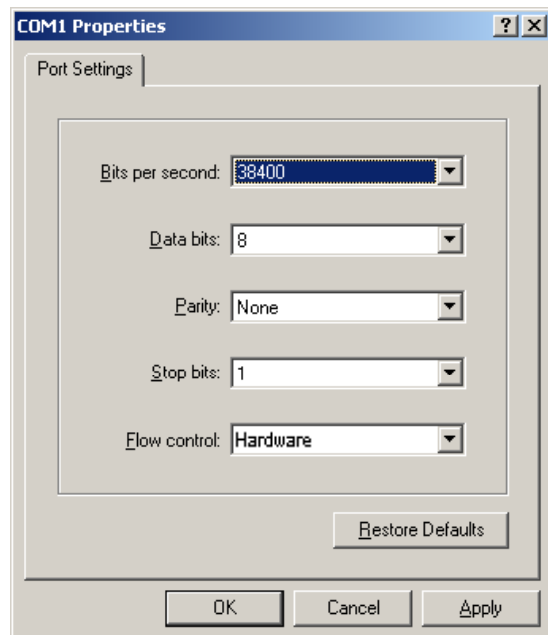 COM1 Properties
Port Settings
Bits per second: 38400
Data bits: 8
Parity: None
Stop bits: 1
Flow control: Hardware
Restore Defaults
OK Cancel Apply